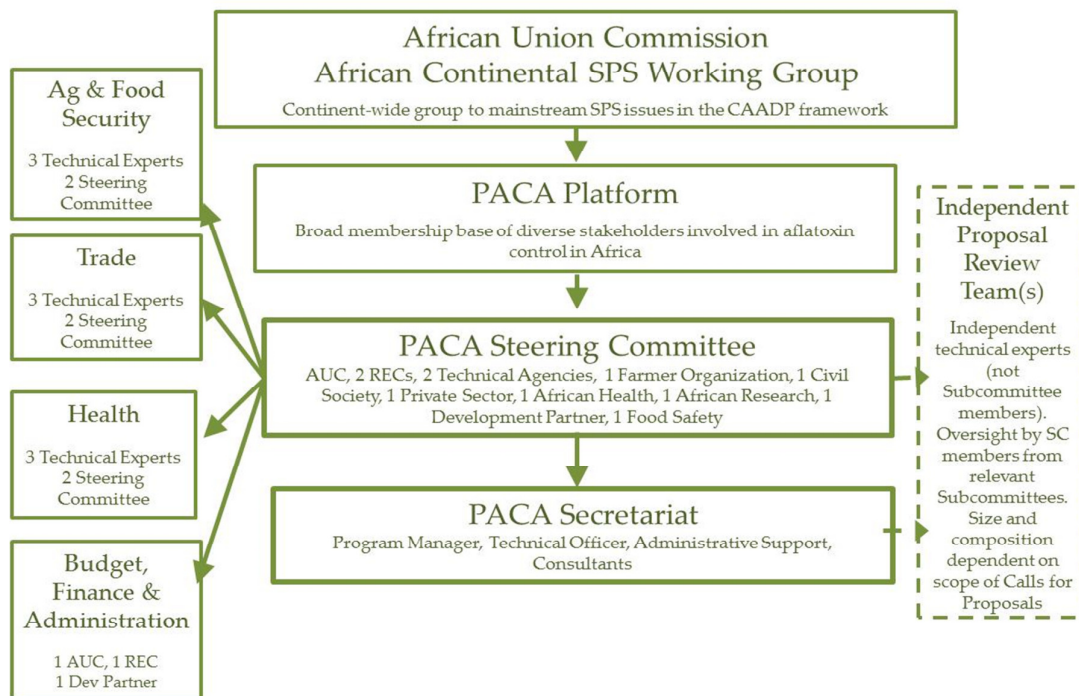 African Union Commission
African Continental SPS Working Group
Continent-wide group to mainstream SPS issues in the CAADP framework
Ag & Food
Security
3 Technical Experts
2 Steering
Committee
PACA Platform
Broad membership base of diverse stakeholders involved in aflatoxin
control in Africa
Trade
3 Technical Experts
2 Steering
Committee
PACA Steering Committee
AUC, 2 RECs, 2 Technical Agencies, 1 Farmer Organization, 1 Civil
Society, 1 Private Sector, 1 African Health, 1 African Research, 1
Development Partner, 1 Food Safety
Health
3 Technical Experts
2 Steering
Committee
PACA Secretariat
Program Manager, Technical Officer, Administrative Support,
Consultants
Budget,
Finance &
Administration
1 AUC, 1 REC
1 Dev Partner
Independent
Proposal
Review
Team(s)
Independent
technical experts
(not
Subcommittee
members).
Oversight by SC
members from
relevant
Subcommittees.
Size and
composition
dependent on
scope of Calls for
Proposals